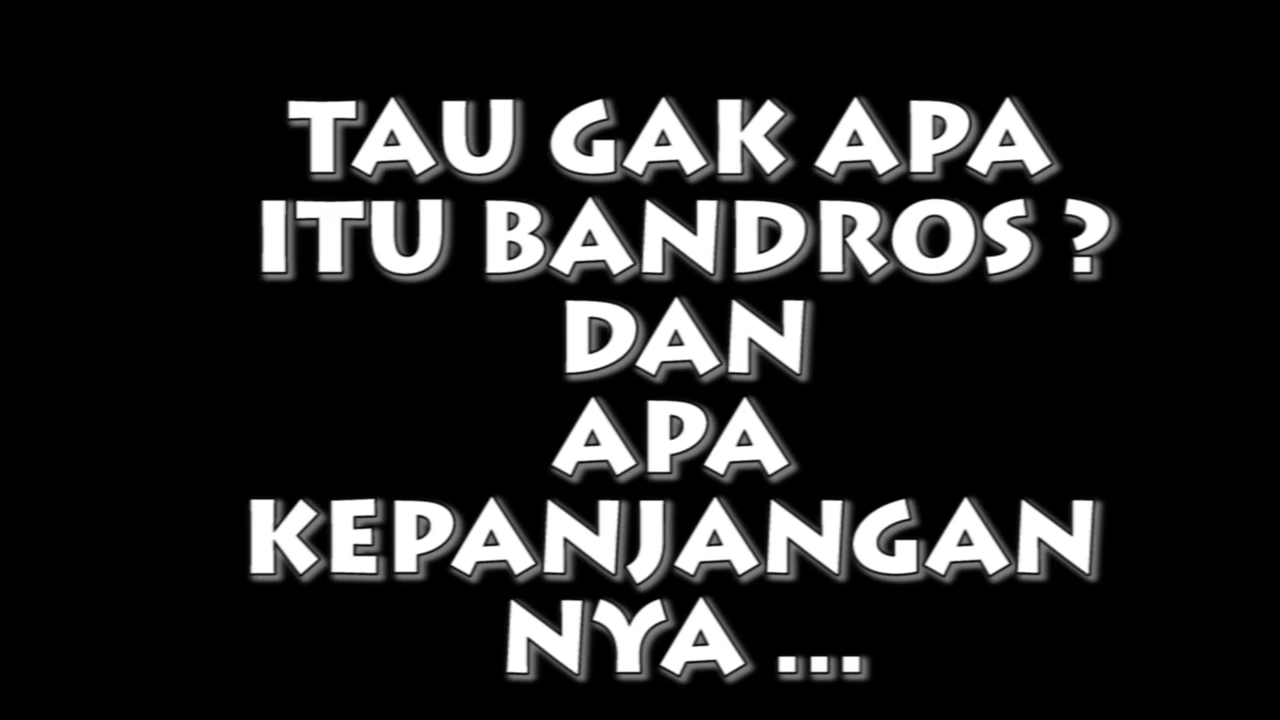 TAU GAK APA
ITU BANDROS ?
DAN
APA
KEPANJANGAN
NYA ...